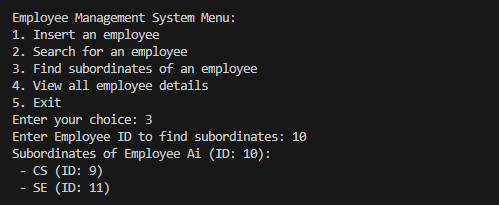 Employee Management System Menu:
1. Insert an employee
2. Search for an employee
3. Find subordinates of an employee
4. View all employee details
5. Exit
Enter your choice: 3
Enter Employee ID to find subordinates: 10
Subordinates of Employee Ai (ID: 10):
- CS (ID: 9)
- SE (ID: 11)